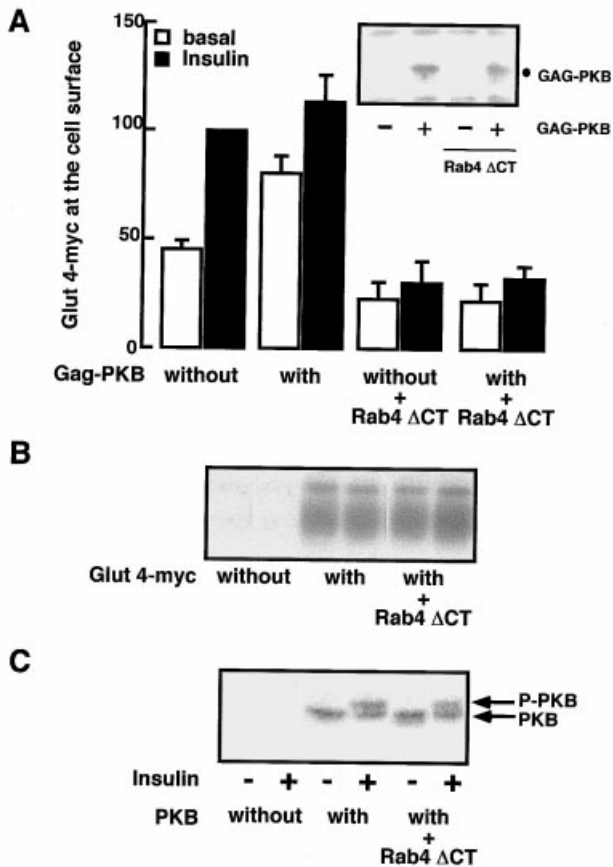 A
150
100
50
0
Glut 4-myc at the cell surface
basal
Insulin
GAG-PKB
− + − + GAG-PKB
Rab4 ΔCT
Gag-PKB without with without + Rab4 ΔCT with + Rab4 ΔCT
B
Glut 4-myc without with with + Rab4 ΔCT
C
P-PKB
PKB
Insulin - + - + - +
PKB without with with + Rab4 ΔCT